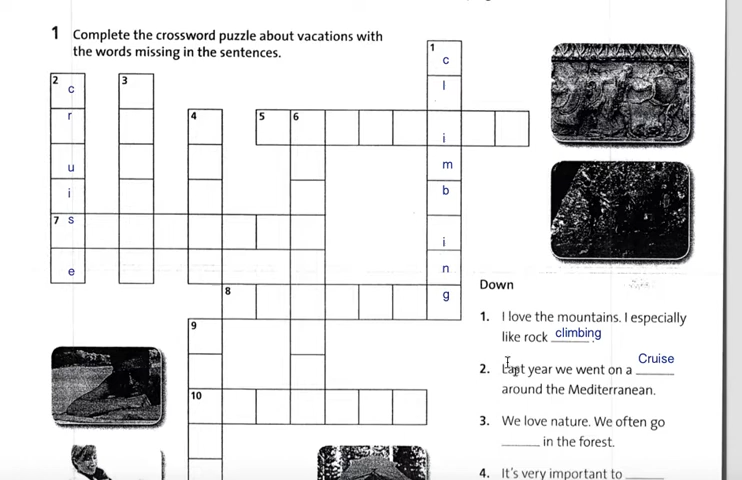 1 Complete the crossword puzzle about vacations with
the words missing in the sentences.
1
c
2
c
3
l
r
4
5
6
i
u
m
i
b
7
s
i
e
n
8
g
9
10
Down
1. I love the mountains. I especially
like rock climbing.
2. Last year we went on a Cruise
around the Mediterranean.
3. We love nature. We often go
______ in the forest.
4. It's very important to ______